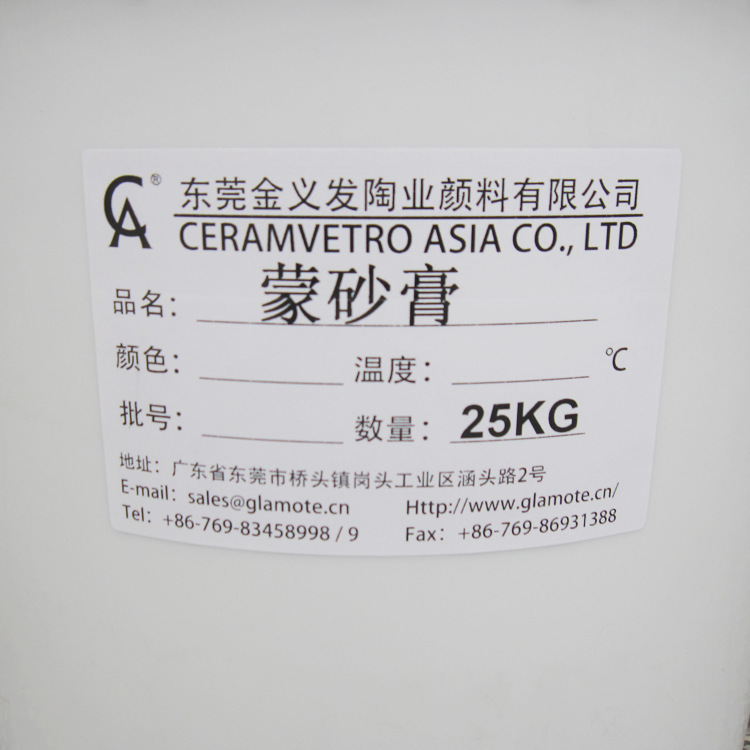 CA® 东莞金义发陶业颜料有限公司
CERAMVETRO ASIA CO., LTD
品名： 蒙砂膏
颜色： 温度： ℃
批号： 数量： 25KG
地址：广东省东莞市桥头镇岗头工业区涵头路2号
E-mail：sales@glamote.cn Http://www.glamote.cn/
Tel：+86-769-83458998 / 9 Fax：+86-769-86931388